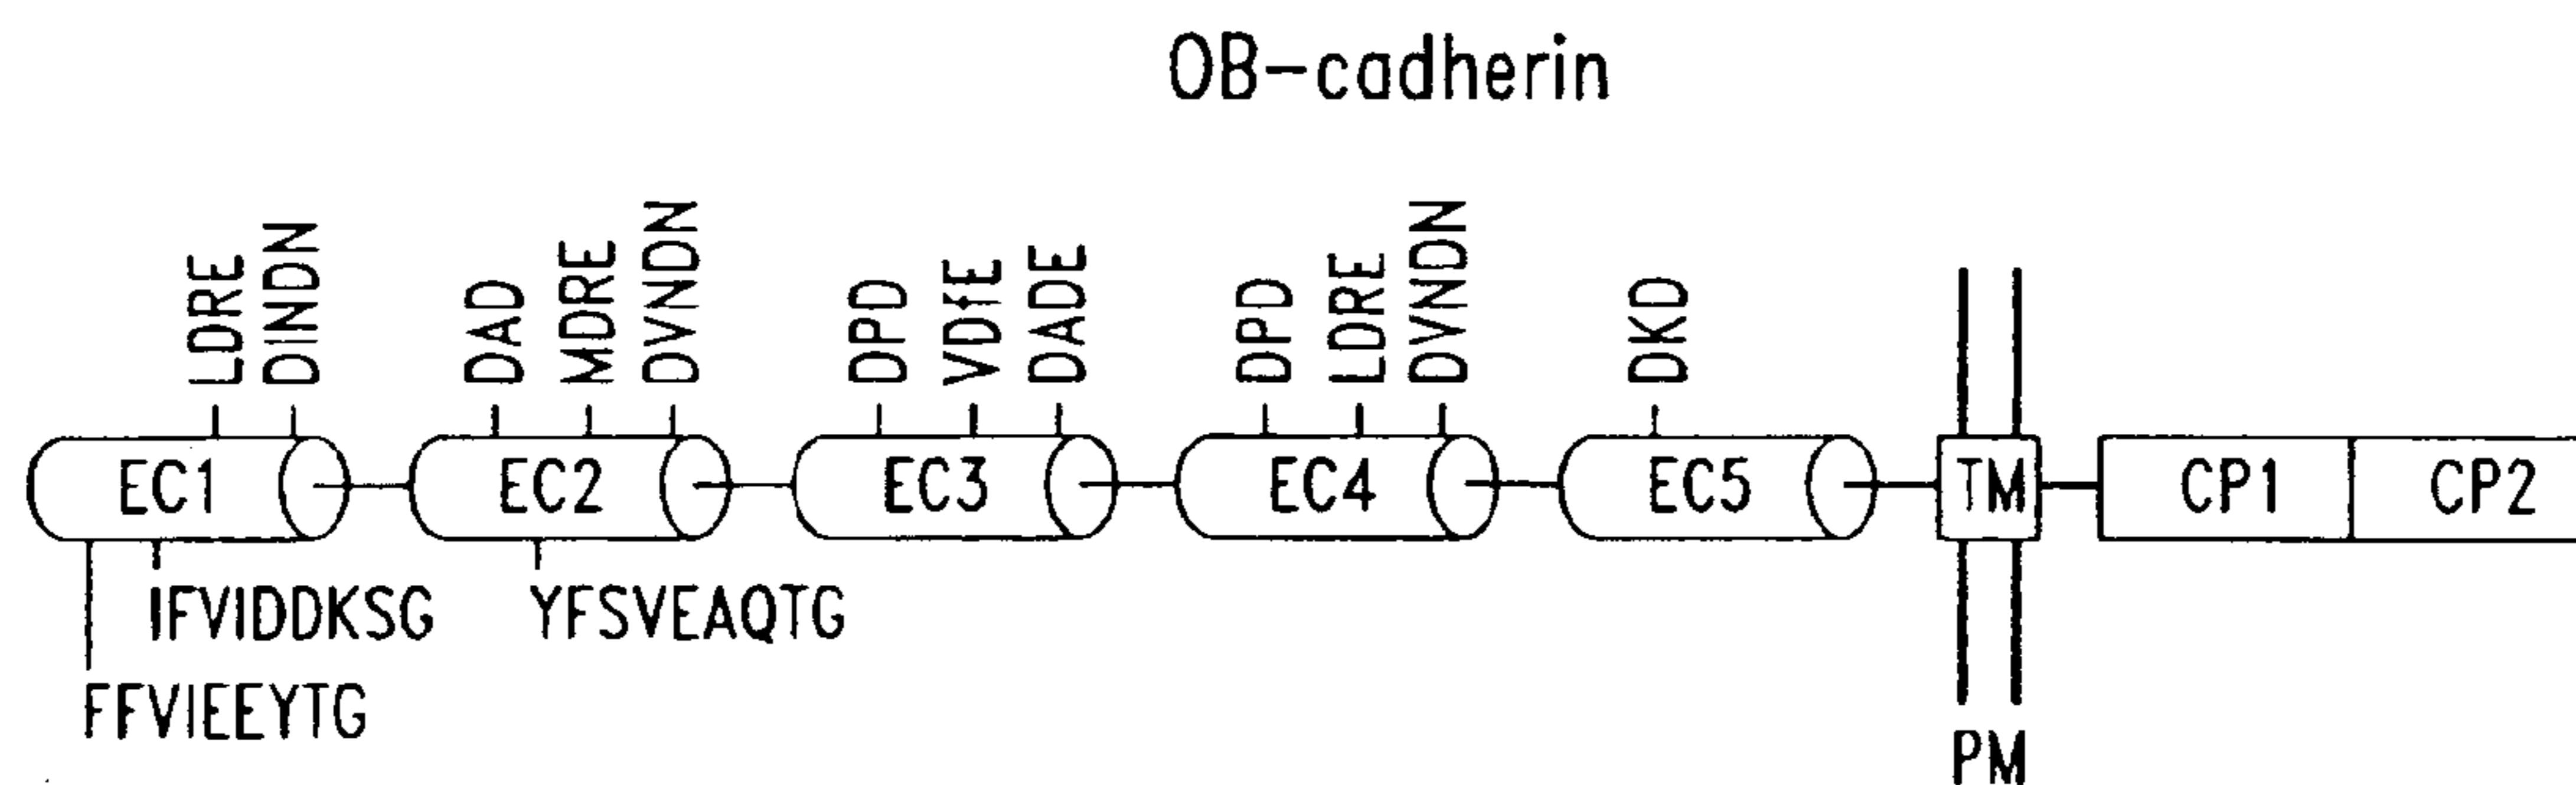 OB-cadherin
LDRE DINDN DAD MDRE DVNDN DPD VDfE DADE DPD LDRE DVNDN DKD
EC1 EC2 EC3 EC4 EC5 TM CP1 CP2
IFVIDDKSG YFSVEAQTG
FFVIEEYTG
PM